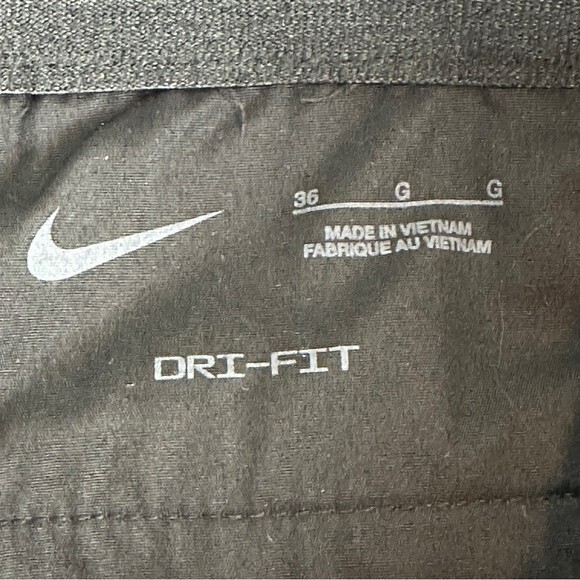 36 G G
MADE IN VIETNAM
FABRIQUE AU VIETNAM
DRI-FIT